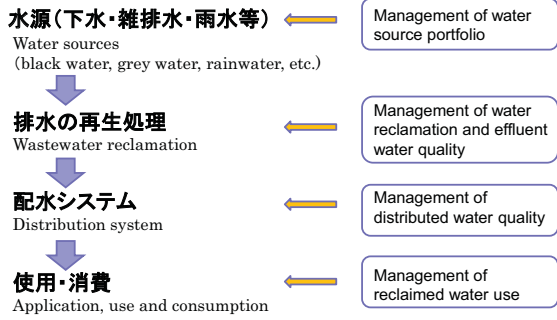 水源（下水・雑排水・雨水等）
Water sources
(black water, grey water, rainwater, etc.)
Management of water
source portfolio
排水の再生処理
Wastewater reclamation
Management of water
reclamation and effluent
water quality
配水システム
Distribution system
Management of
distributed water quality
使用・消費
Application, use and consumption
Management of
reclaimed water use